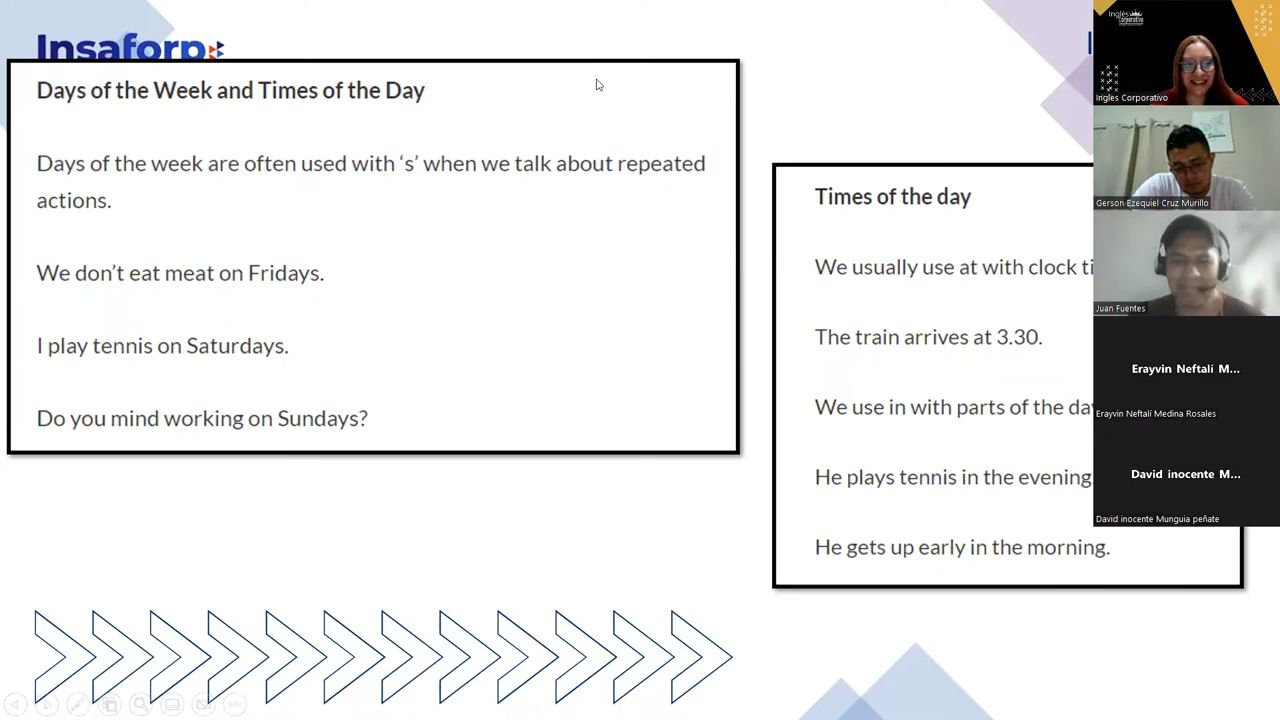 Insaforp
Days of the Week and Times of the Day
Days of the week are often used with ‘s’ when we talk about repeated
actions.
We don’t eat meat on Fridays.
I play tennis on Saturdays.
Do you mind working on Sundays?
Times of the day
We usually use at with clock ti
The train arrives at 3.30.
We use in with parts of the day
He plays tennis in the evening
He gets up early in the morning.
Inglés
Corporativo
Ingles Corporativo
Gerson Ezequiel Cruz Murillo
Juan Fuentes
Erayvin Neftalí M...
Erayvin Neftalí Medina Rosales
David inocente M...
David inocente Munguia peñate